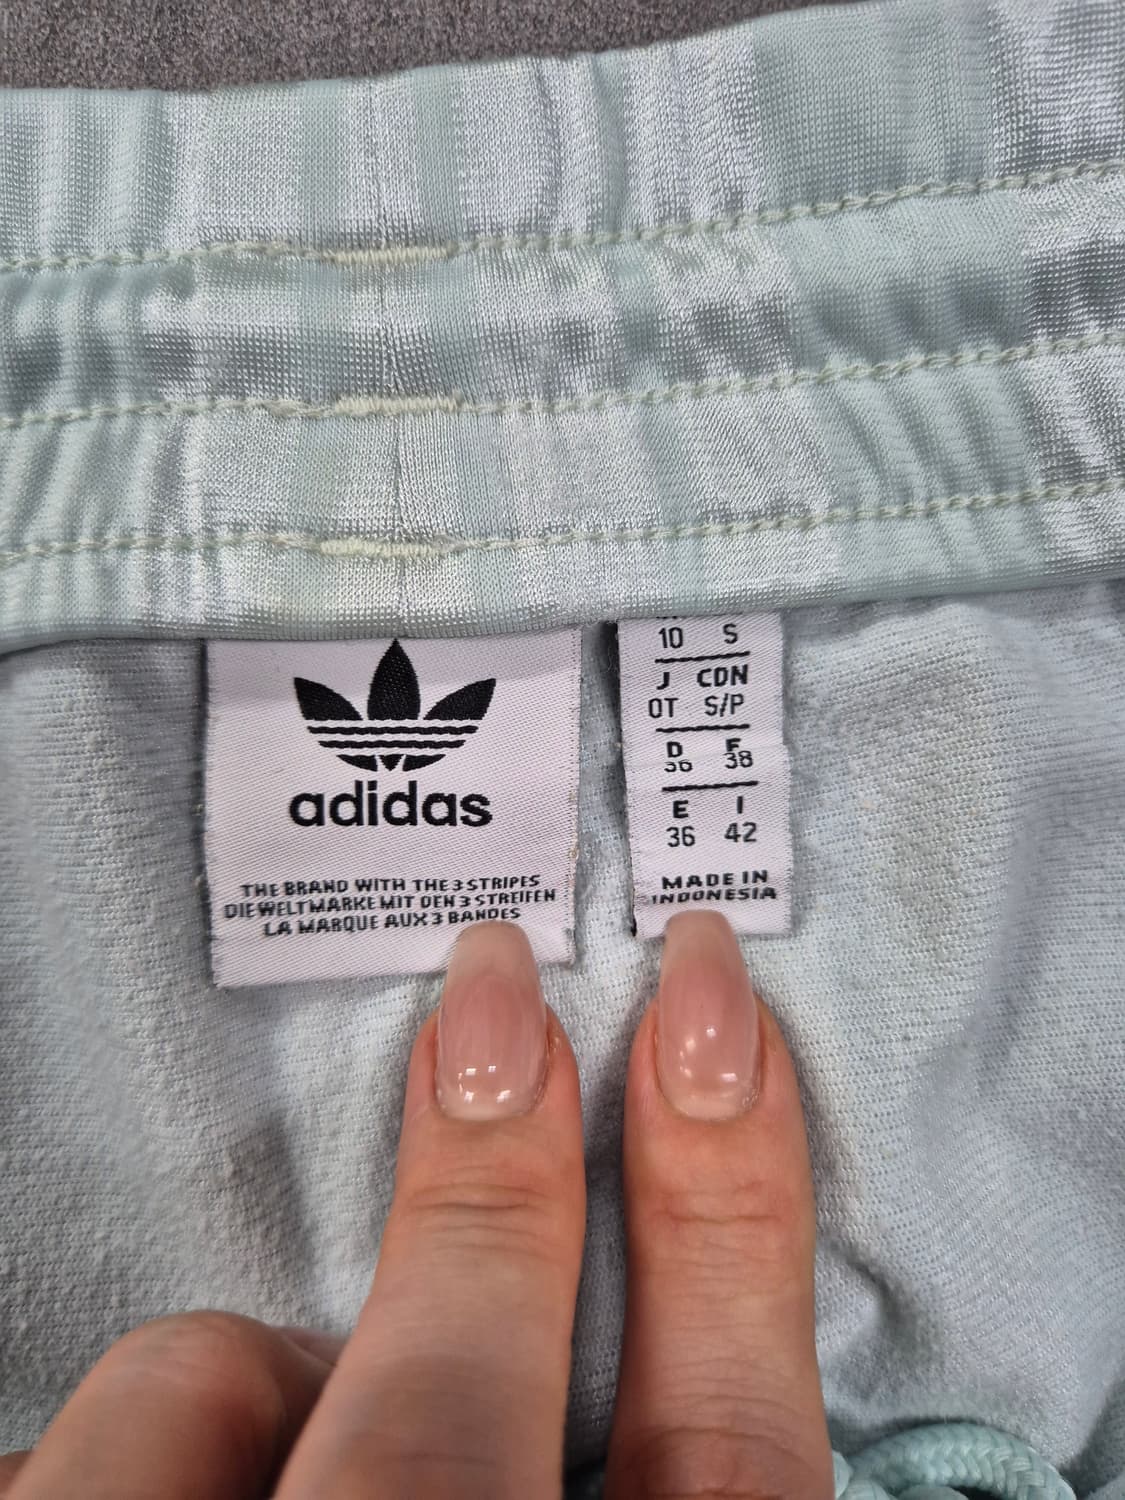 adidas
THE BRAND WITH THE 3 STRIPES
DIE WELTMARKE MIT DEN 3 STREIFEN
LA MARQUE AUX 3 BANDES
10 S
J CDN
OT S/P
D F
36 38
E I
36 42
MADE IN
INDONESIA